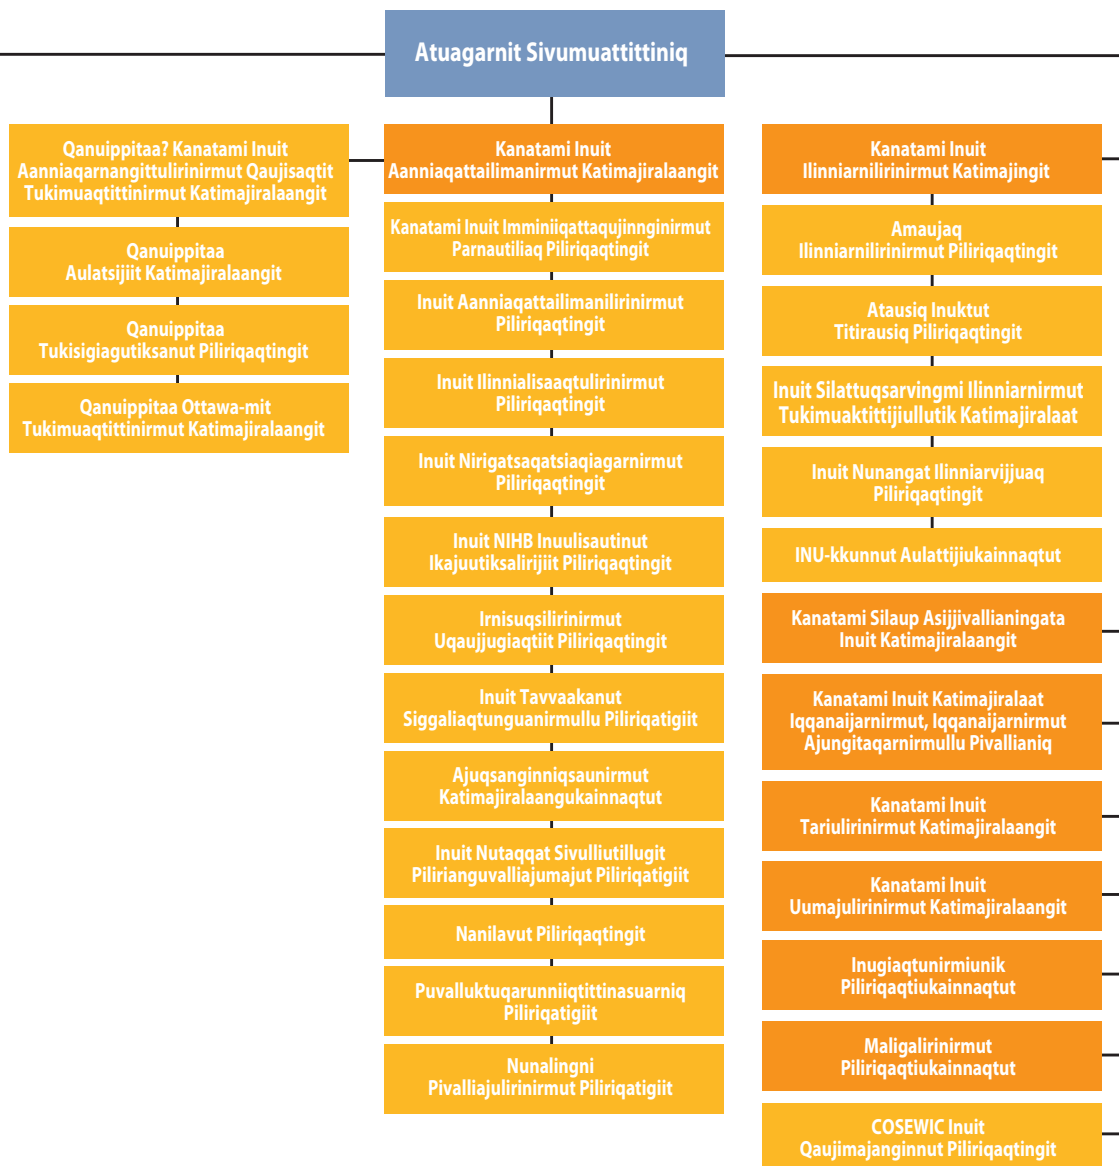 Atuagarnit Sivumuattittiniq
Qanuippitaa? Kanatami Inuit
Aanniaqarnangittulirinirmut Qaujisaqtit
Tukimuaqtittinirmut Katimajiralaangit
Qanuippitaa
Aulatsijiit Katimajiralaangit
Qanuippitaa
Tukisigiagutiksanut Piliriqaqtingit
Qanuippitaa Ottawa-mit
Tukimuaqtittinirmut Katimajiralaangit
Kanatami Inuit
Aanniaqattailimanirmut Katimajiralaangit
Kanatami Inuit Imminiiqattaqujinnginirmut
Parnautiliaq Piliriqaqtingit
Inuit Aanniaqattailimanilirinirmut
Piliriqaqtingit
Inuit Ilinnialisaaqtulirinirmut
Piliriqaqtingit
Inuit Nirigatsaqatsiaqiagarnirmut
Piliriqaqtingit
Inuit NIHB Inuulisautinut
Ikajuutiksalirijiit Piliriqaqtingit
Irnisuqsilirinirmut
Uqaujjugiaqtiit Piliriqaqtingit
Inuit Tavvaakanut
Siggaliaqtunguanirmullu Piliriqatigiit
Ajuqsanginniqsaunirmut
Katimajiralaangukainnaqtut
Inuit Nutaqqat Sivulliutillugit
Pilirianguvalliajumajut Piliriqatigiit
Nanilavut Piliriqaqtingit
Puvalluktuqarunniiqtittinasuarniq
Piliriqatigiit
Nunalingni
Pivalliajulirinirmut Piliriqatigiit
Kanatami Inuit
Ilinniarnilirinirmut Katimajingit
Amaujaq
Ilinniarnilirinirmut Piliriqaqtingit
Atausiq Inuktut
Titirausiq Piliriqaqtingit
Inuit Silattuqsarvingmi Ilinniarnirmut
Tukimuaktittijiullutik Katimajiralaat
Inuit Nunangat Ilinniarvijjuaq
Piliriqaqtingit
INU-kkunnut Aulattijiukainnaqtut
Kanatami Silaup Asijjivallianingata
Inuit Katimajiralaangit
Kanatami Inuit Katimajiralaat
Iqqanaijarnirmut, Iqqanaijarnirmut
Ajungitaqarnirmullu Pivallianiq
Kanatami Inuit
Tariulirinirmut Katimajiralaangit
Kanatami Inuit
Uumajulirinirmut Katimajiralaangit
Inugiaqtunirmiunik
Piliriqaqtiukainnaqtut
Maligalirinirmut
Piliriqaqtiukainnaqtut
COSEWIC Inuit
Qaujimajanginnut Piliriqaqtingit